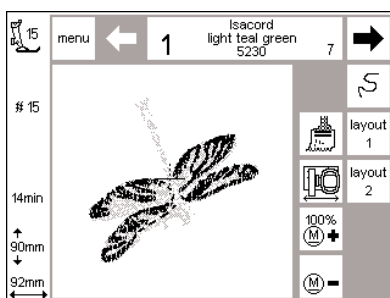 15
menu
1
Isacord
light teal green
5230
7
# 15
layout
1
layout
2
14min
90mm
92mm
100%
M +
M -